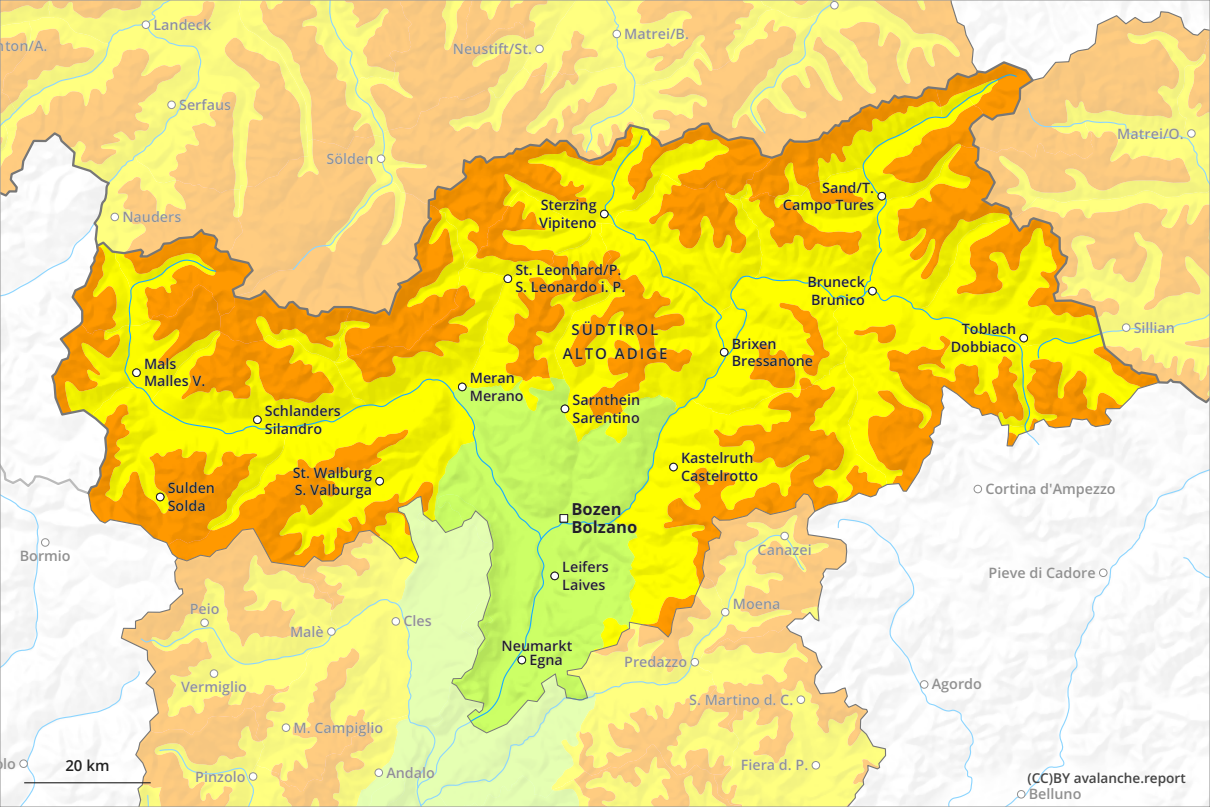 Landeck
nton/A.
Neustift/St.
Matrei/B.
Serfaus
Matrei/O.
Sölden
Sand/T.
Campo Tures
Nauders
Sterzing
Vipiteno
St. Leonhard/P.
S. Leonardo i. P.
Bruneck
Brunico
SÜDTIROL
ALTO ADIGE
Toblach
Dobbiaco
Sillian
Brixen
Bressanone
Mals
Malles V.
Meran
Merano
Sarnthein
Sarentino
Schlanders
Silandro
Kastelruth
Castelrotto
St. Walburg
S. Valburga
Sulden
Solda
Cortina d'Ampezzo
Bozen
Bolzano
Bormio
Canazei
Leifers
Laives
Pieve di Cadore
Peio
Moena
Cles
Malè
Neumarkt
Egna
Predazzo
Vermiglio
Agordo
S. Martino d. C.
M. Campiglio
20 km
olo
Pinzolo
Andalo
Fiera d. P.
(CC)BY avalanche.report
Belluno